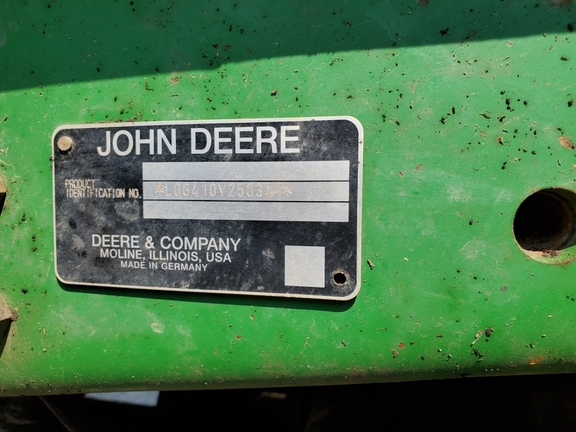 JOHN DEERE
PRODUCT
IDENTIFICATION NO.
DEERE & COMPANY
MOLINE, ILLINOIS, USA
MADE IN GERMANY